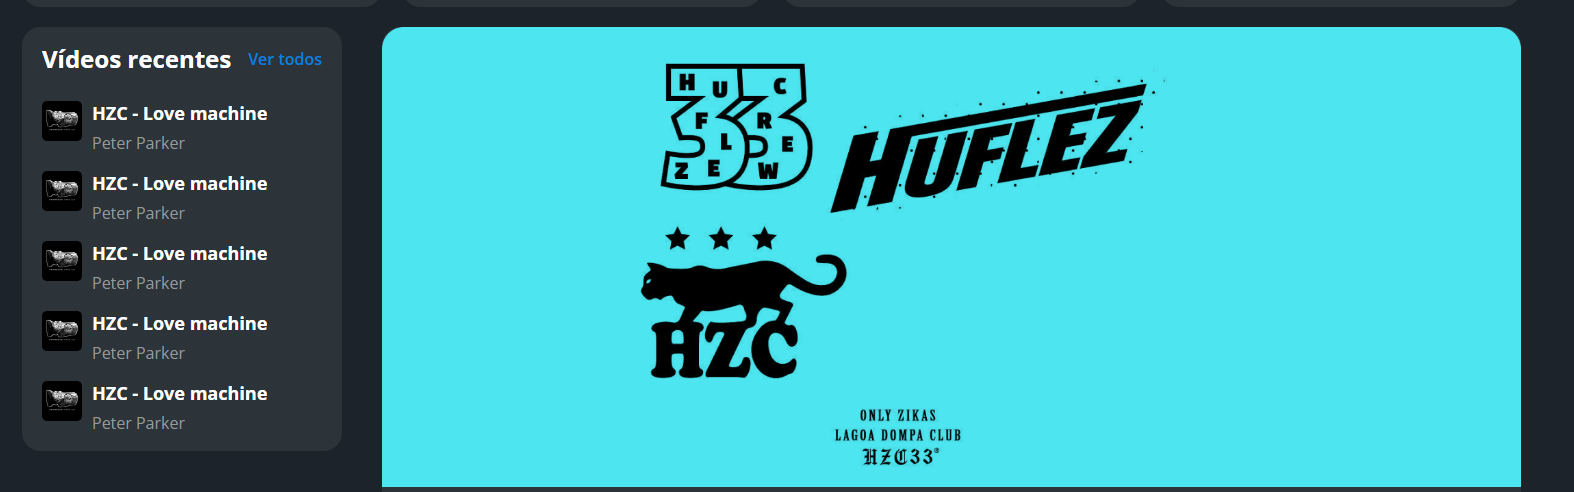 Vídeos recentes Ver todos
HZC - Love machine
Peter Parker
HZC - Love machine
Peter Parker
HZC - Love machine
Peter Parker
HZC - Love machine
Peter Parker
HZC - Love machine
Peter Parker
HUFLEZ CREW
33
HUFLEZ
HZC
ONLY ZIKAS
LAGOA DOMPA CLUB
HZC33®